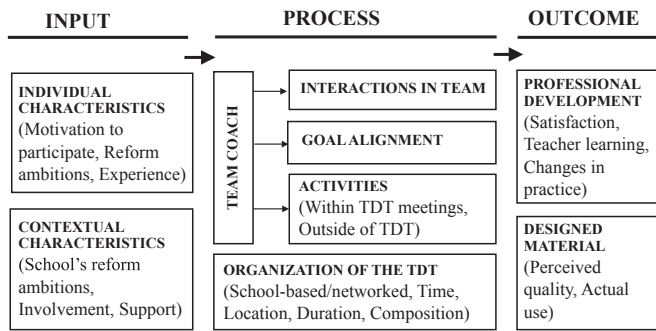 INPUT
PROCESS
OUTCOME
INDIVIDUAL
CHARACTERISTICS
(Motivation to
participate, Reform
ambitions, Experience)
CONTEXTUAL
CHARACTERISTICS
(School's reform
ambitions,
Involvement, Support)
TEAM COACH
INTERACTIONS IN TEAM
GOAL ALIGNMENT
ACTIVITIES
(Within TDT meetings,
Outside of TDT)
ORGANIZATION OF THE TDT
(School-based/networked, Time,
Location, Duration, Composition)
PROFESSIONAL
DEVELOPMENT
(Satisfaction,
Teacher learning,
Changes in
practice)
DESIGNED
MATERIAL
(Perceived
quality, Actual
use)